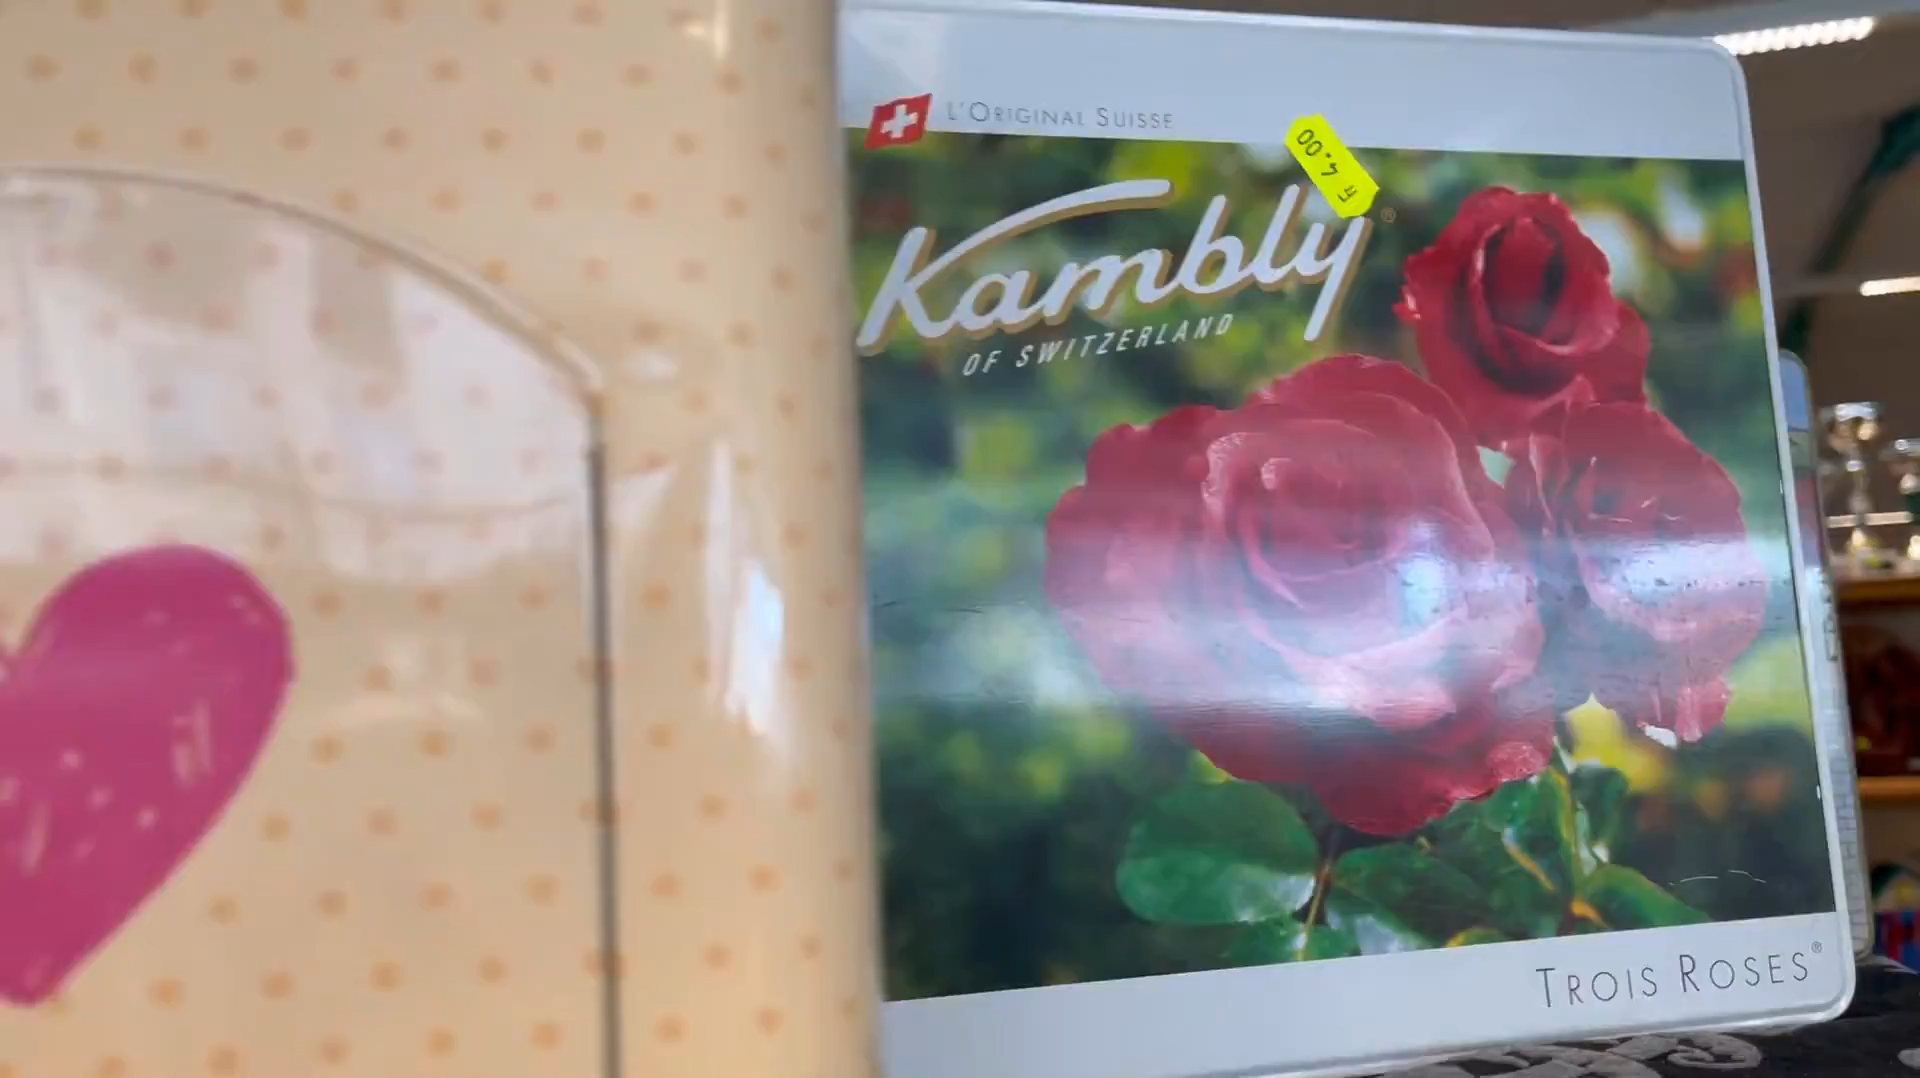 L'ORIGINAL SUISSE
Fr 4.00
Kambly®
OF SWITZERLAND
TROIS ROSES®